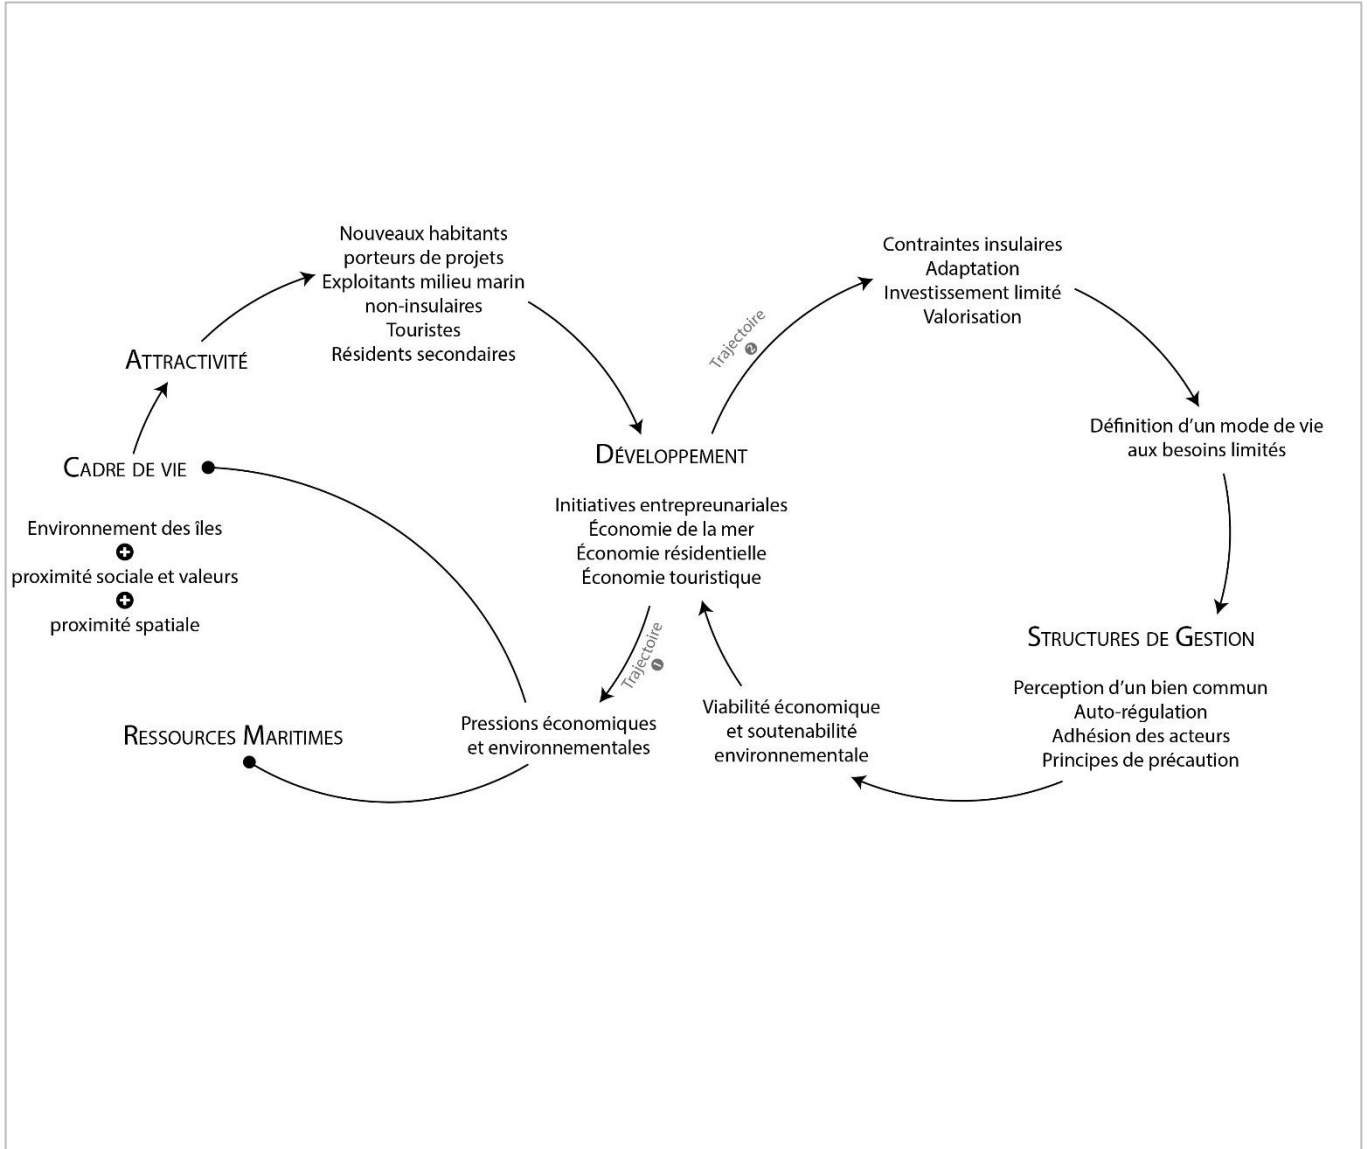 Nouveaux habitants
porteurs de projets
Exploitants milieu marin
non-insulaires
Touristes
Résidents secondaires
ATTRACTIVITÉ
CADRE DE VIE
Environnement des îles
+
proximité sociale et valeurs
+
proximité spatiale
RESSOURCES MARITIMES
Pressions économiques
et environnementales
Trajectoire
1
DÉVELOPPEMENT
Initiatives entrepreunariales
Économie de la mer
Économie résidentielle
Économie touristique
Trajectoire
2
Contraintes insulaires
Adaptation
Investissement limité
Valorisation
Définition d’un mode de vie
aux besoins limités
STRUCTURES DE GESTION
Perception d’un bien commun
Auto-régulation
Adhésion des acteurs
Principes de précaution
Viabilité économique
et soutenabilité
environnementale